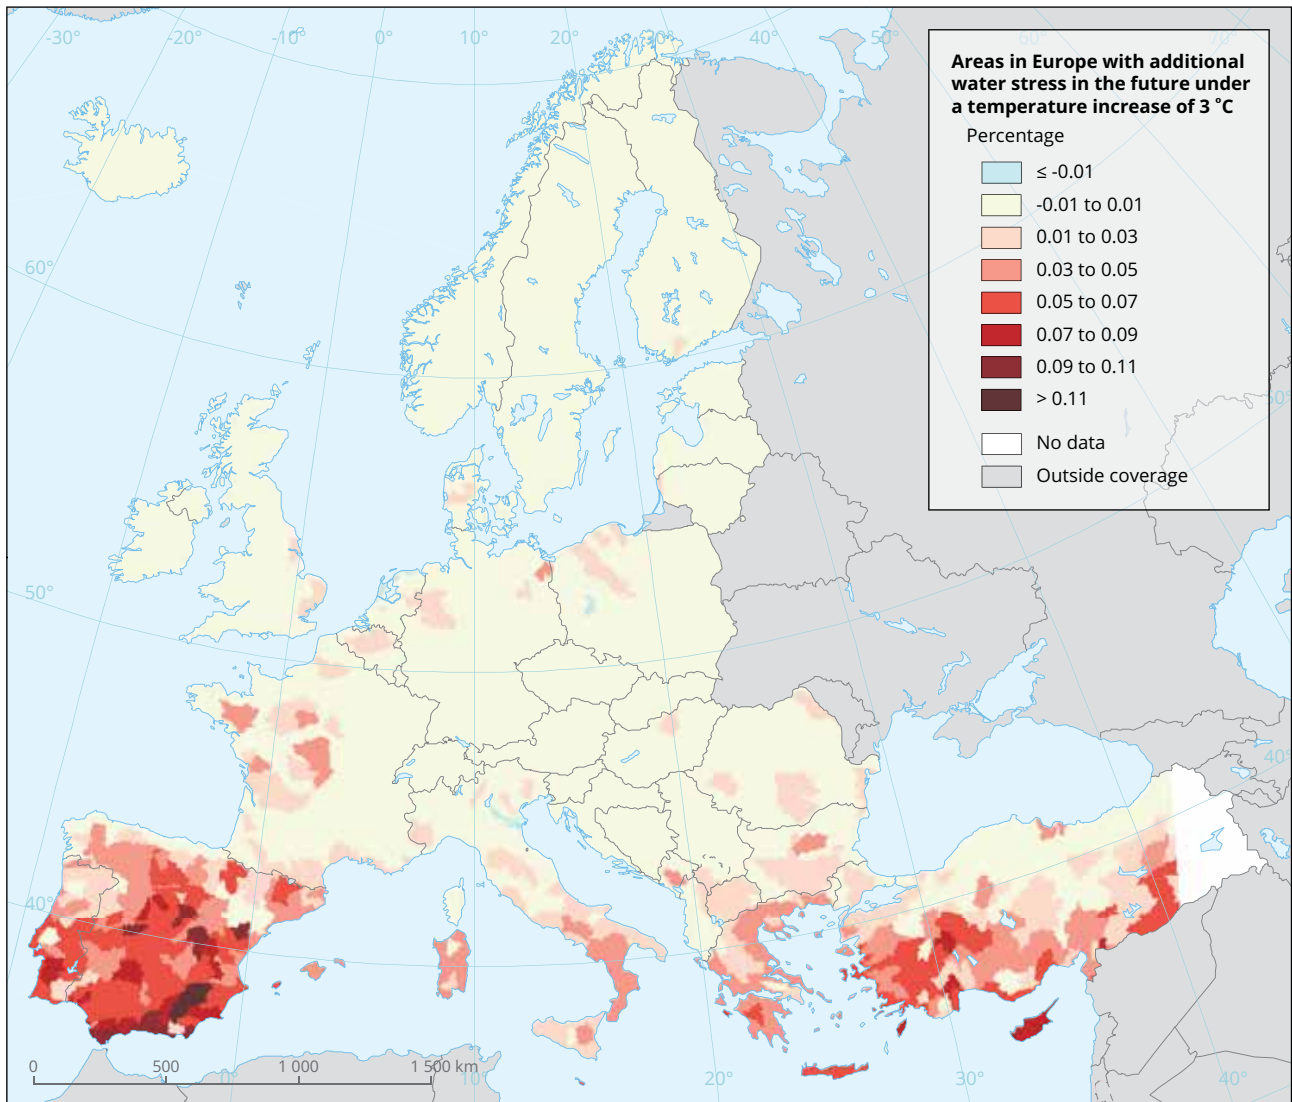 -30°
-20°
-10°
0°
10°
20°
30°
40°
50°
60°
70°
Areas in Europe with additional
water stress in the future under
a temperature increase of 3 ˚C
Percentage
≤ -0.01
-0.01 to 0.01
0.01 to 0.03
0.03 to 0.05
0.05 to 0.07
0.07 to 0.09
0.09 to 0.11
> 0.11
No data
Outside coverage
60°
50°
50°
40°
40°
0 500 1 000 1 500 km
0°
10°
20°
30°
40°